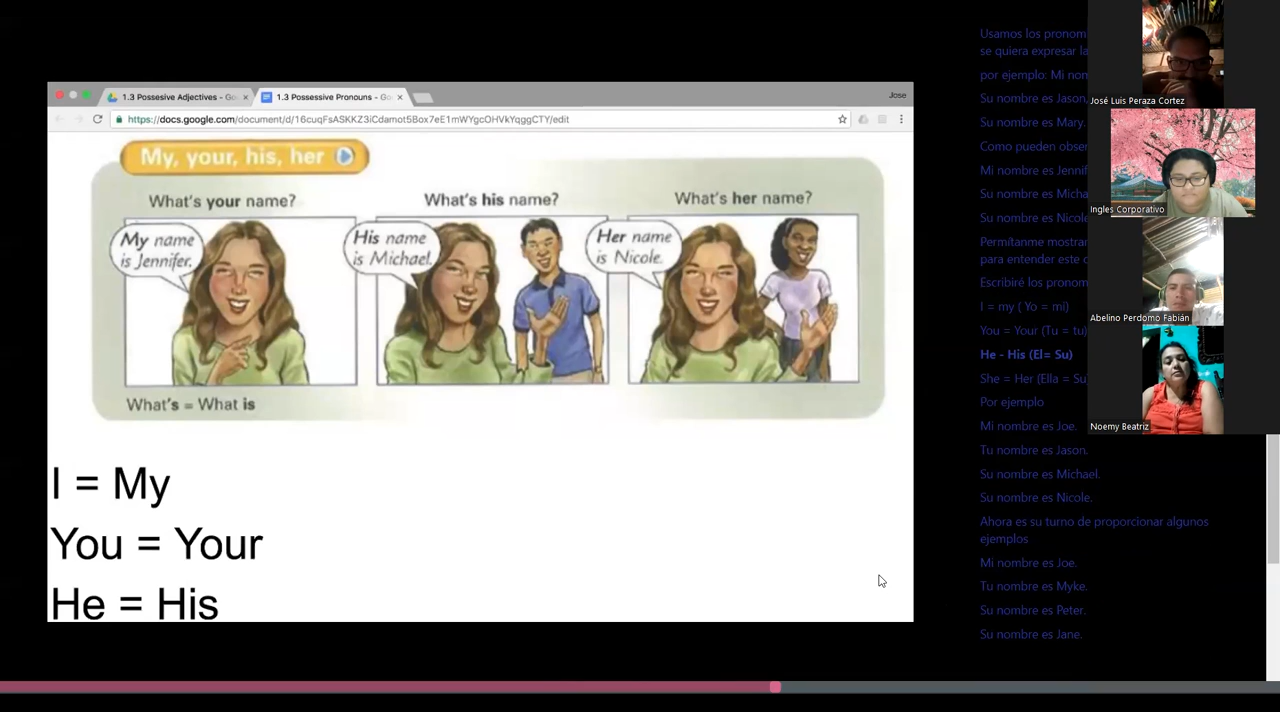 1.3 Possesive Adjectives - Go
1.3 Possessive Pronouns - Go
Jose
https://docs.google.com/document/d/16cuqFsASKKZ3iCdamot5Box7eE1mWYgcOHVkYqggCTY/edit
My, your, his, her
What's your name?
What's his name?
What's her name?
My name
is Jennifer.
His name
is Michael.
Her name
is Nicole.
What's = What is
I = My
You = Your
He = His
Usamos los pronom
se quiera expresar la
por ejemplo: Mi nom
Su nombre es Jason.
Su nombre es Mary.
Como pueden obser
Mi nombre es Jennif
Su nombre es Micha
Su nombre es Nicole
Permítanme mostrar
para entender este c
Escribiré los pronom
I = my ( Yo = mi)
You = Your (Tu = tu)
He - His (El= Su)
She = Her (Ella = Su
Por ejemplo
Mi nombre es Joe.
Tu nombre es Jason.
Su nombre es Michael.
Su nombre es Nicole.
Ahora es su turno de proporcionar algunos
ejemplos
Mi nombre es Joe.
Tu nombre es Myke.
Su nombre es Peter.
Su nombre es Jane.
José Luis Peraza Cortez
Ingles Corporativo
Abelino Perdomo Fabián
Noemy Beatriz